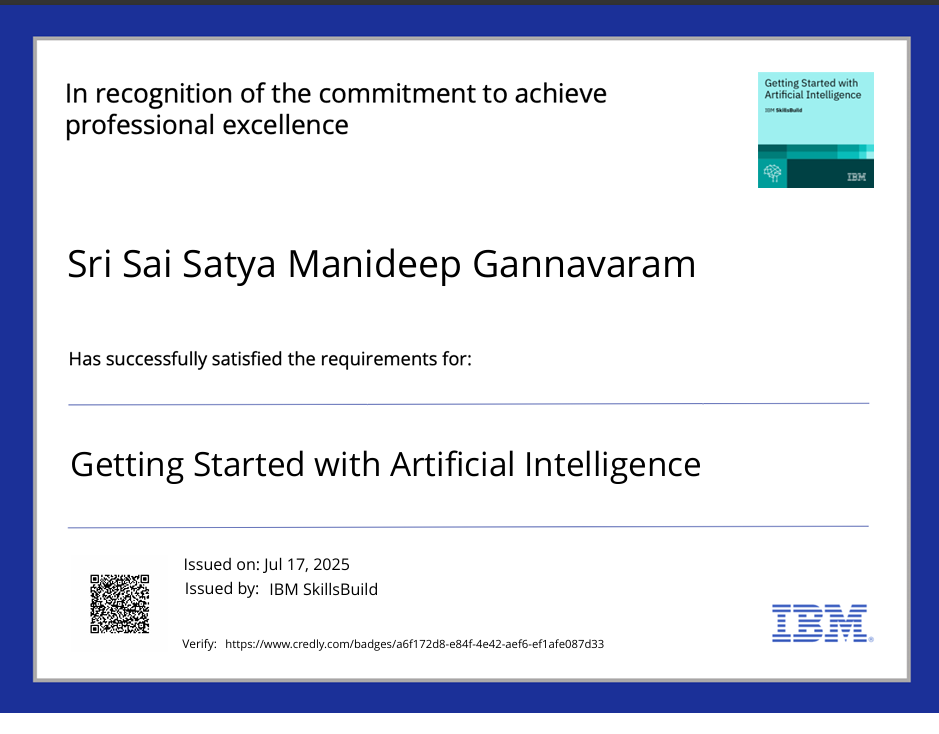 In recognition of the commitment to achieve
professional excellence
Getting Started with
Artificial Intelligence
IBM SkillsBuild
IBM
Sri Sai Satya Manideep Gannavaram
Has successfully satisfied the requirements for:
Getting Started with Artificial Intelligence
Issued on: Jul 17, 2025
Issued by: IBM SkillsBuild
Verify: https://www.credly.com/badges/a6f172d8-e84f-4e42-aef6-ef1afe087d33
IBM®